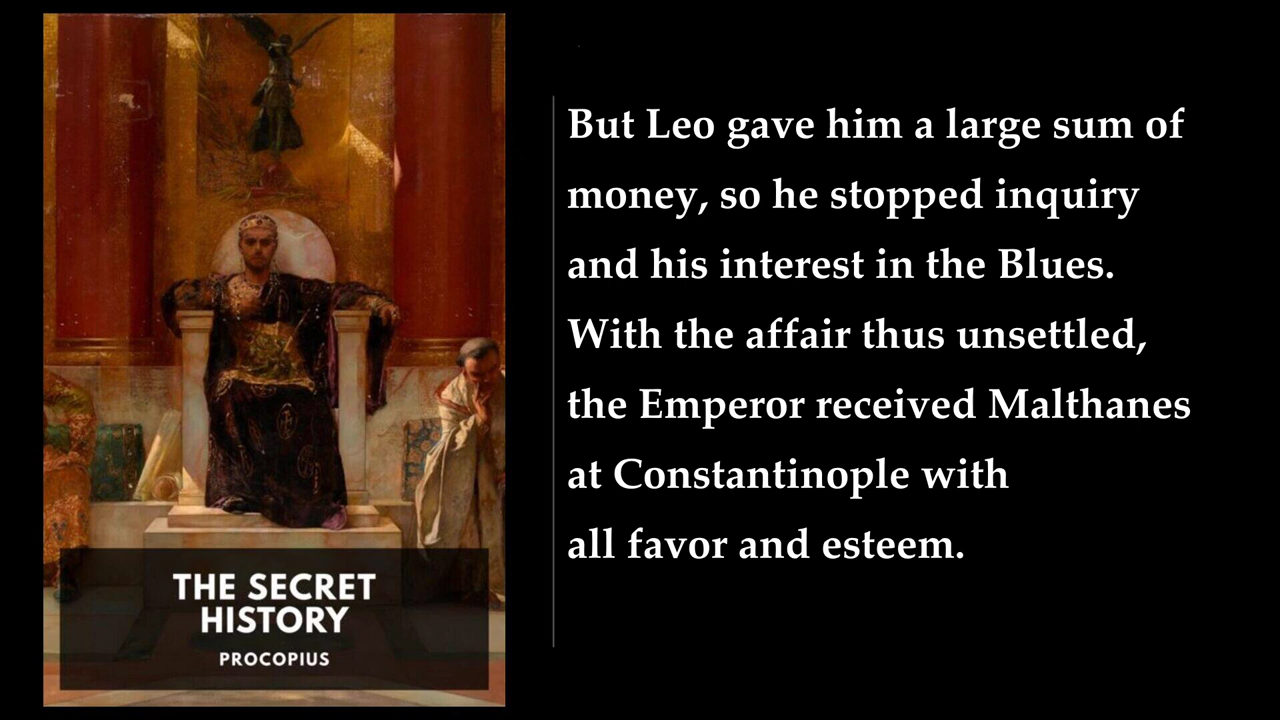 THE SECRET
HISTORY
PROCOPIUS
But Leo gave him a large sum of
money, so he stopped inquiry
and his interest in the Blues.
With the affair thus unsettled,
the Emperor received Malthanes
at Constantinople with
all favor and esteem.